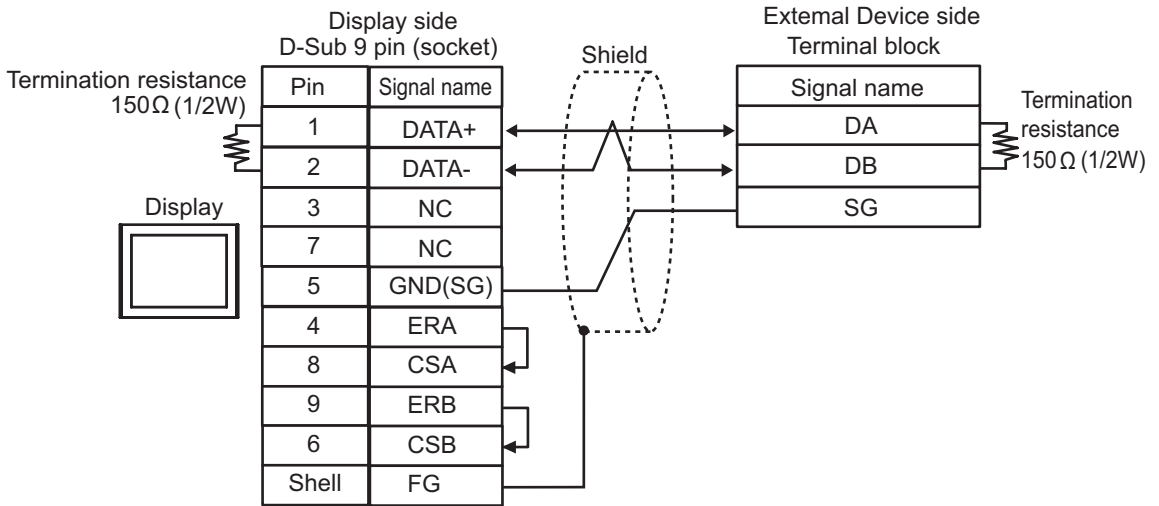 Display side
D-Sub 9 pin (socket)
Termination resistance
150Ω (1/2W)
Pin Signal name
1 DATA+
2 DATA-
3 NC
7 NC
5 GND(SG)
4 ERA
8 CSA
9 ERB
6 CSB
Shell FG
Display
Shield
External Device side
Terminal block
Signal name
DA
DB
SG
Termination
resistance
150Ω (1/2W)